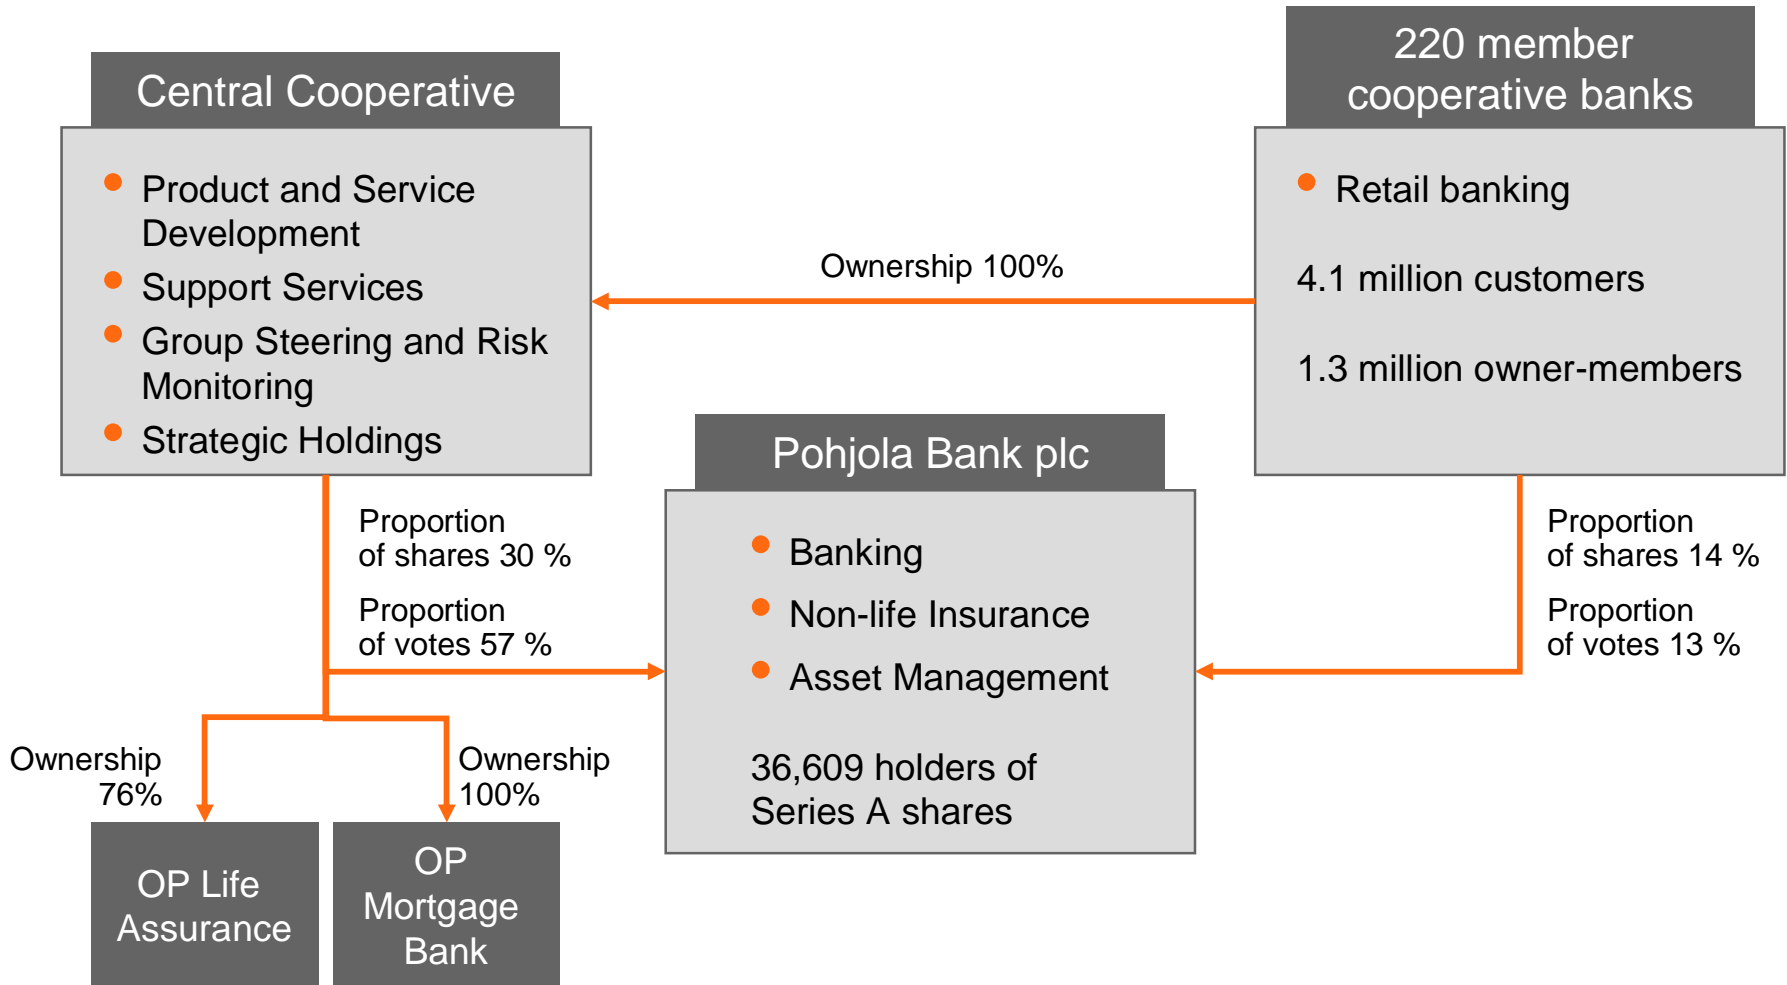 Central Cooperative
Product and Service
Development
Support Services
Group Steering and Risk
Monitoring
Strategic Holdings
220 member
cooperative banks
Retail banking
4.1 million customers
1.3 million owner-members
Ownership 100%
Pohjola Bank plc
Banking
Non-life Insurance
Asset Management
36,609 holders of
Series A shares
Proportion
of shares 30 %
Proportion
of votes 57 %
Proportion
of shares 14 %
Proportion
of votes 13 %
Ownership
76%
Ownership
100%
OP Life
Assurance
OP
Mortgage
Bank